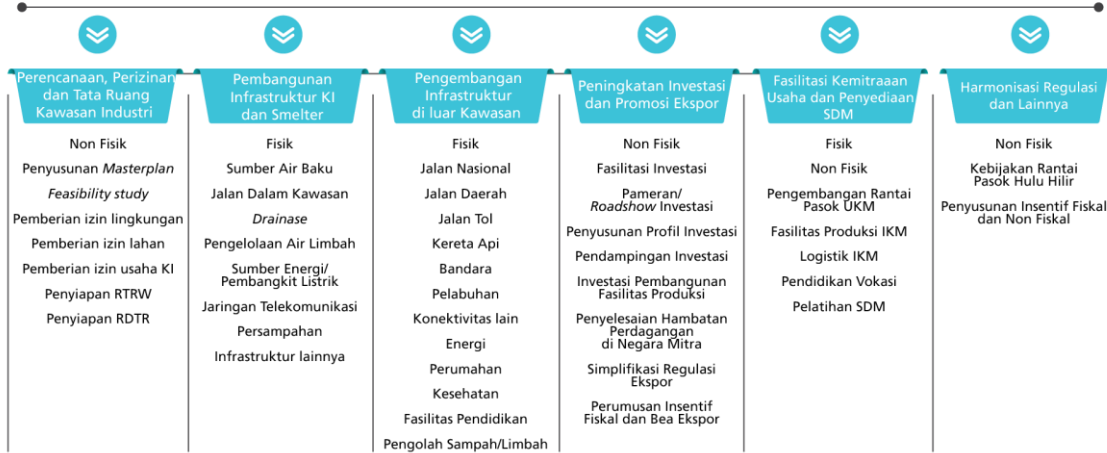 Perencanaan, Perizinan
dan Tata Ruang
Kawasan Industri
Non Fisik
Penyusunan Masterplan
Feasibility study
Pemberian izin lingkungan
Pemberian izin lahan
Pemberian izin usaha KI
Penyiapan RTRW
Penyiapan RDTR
Pembangunan
Infrastruktur KI
dan Smelter
Fisik
Sumber Air Baku
Jalan Dalam Kawasan
Drainase
Pengelolaan Air Limbah
Sumber Energi/
Pembangkit Listrik
Jaringan Telekomunikasi
Persampahan
Infrastruktur lainnya
Pengembangan
Infrastruktur
di luar Kawasan
Fisik
Jalan Nasional
Jalan Daerah
Jalan Tol
Kereta Api
Bandara
Pelabuhan
Konektivitas lain
Energi
Perumahan
Kesehatan
Fasilitas Pendidikan
Pengolah Sampah/Limbah
Peningkatan Investasi
dan Promosi Ekspor
Non Fisik
Fasilitasi Investasi
Pameran/
Roadshow Investasi
Penyusunan Profil Investasi
Pendampingan Investasi
Investasi Pembangunan
Fasilitas Produksi
Penyelesaian Hambatan
Perdagangan
di Negara Mitra
Simplifikasi Regulasi
Ekspor
Perumusan Insentif
Fiskal dan Bea Ekspor
Fasilitasi Kemitraaan
Usaha dan Penyediaan
SDM
Fisik
Non Fisik
Pengembangan Rantai
Pasok UKM
Fasilitas Produksi IKM
Logistik IKM
Pendidikan Vokasi
Pelatihan SDM
Harmonisasi Regulasi
dan Lainnya
Non Fisik
Kebijakan Rantai
Pasok Hulu Hilir
Penyusunan Insentif Fiskal
dan Non Fiskal